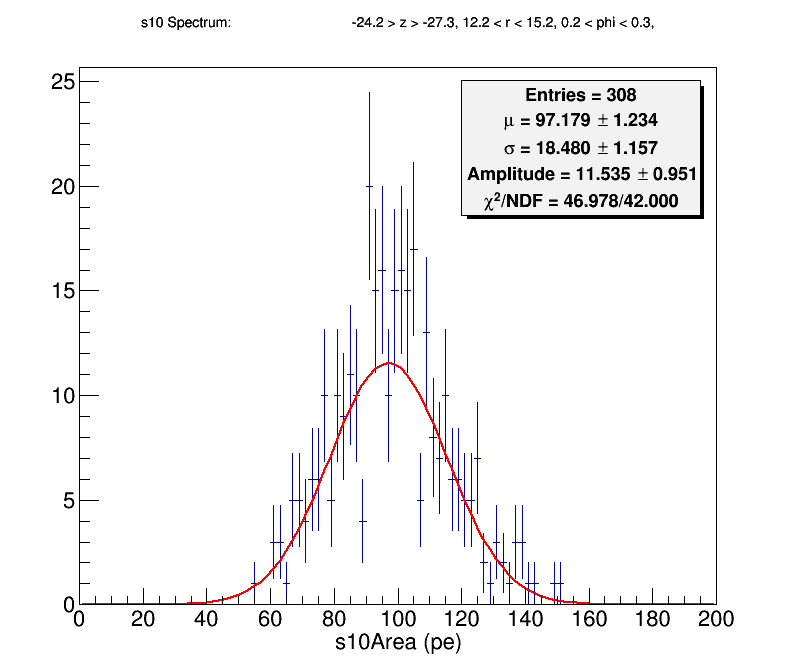 s10 Spectrum: -24.2 > z > -27.3, 12.2 < r < 15.2, 0.2 < phi < 0.3,
Entries = 308
μ = 97.179 ± 1.234
σ = 18.480 ± 1.157
Amplitude = 11.535 ± 0.951
χ²/NDF = 46.978/42.000
25
20
15
10
5
0
0 20 40 60 80 100 120 140 160 180 200
s10Area (pe)